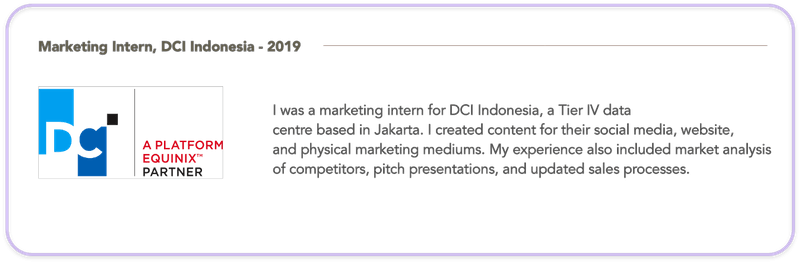 Marketing Intern, DCI Indonesia - 2019
DCI
A PLATFORM
EQUINIX™
PARTNER
I was a marketing intern for DCI Indonesia, a Tier IV data
centre based in Jakarta. I created content for their social media, website,
and physical marketing mediums. My experience also included market analysis
of competitors, pitch presentations, and updated sales processes.